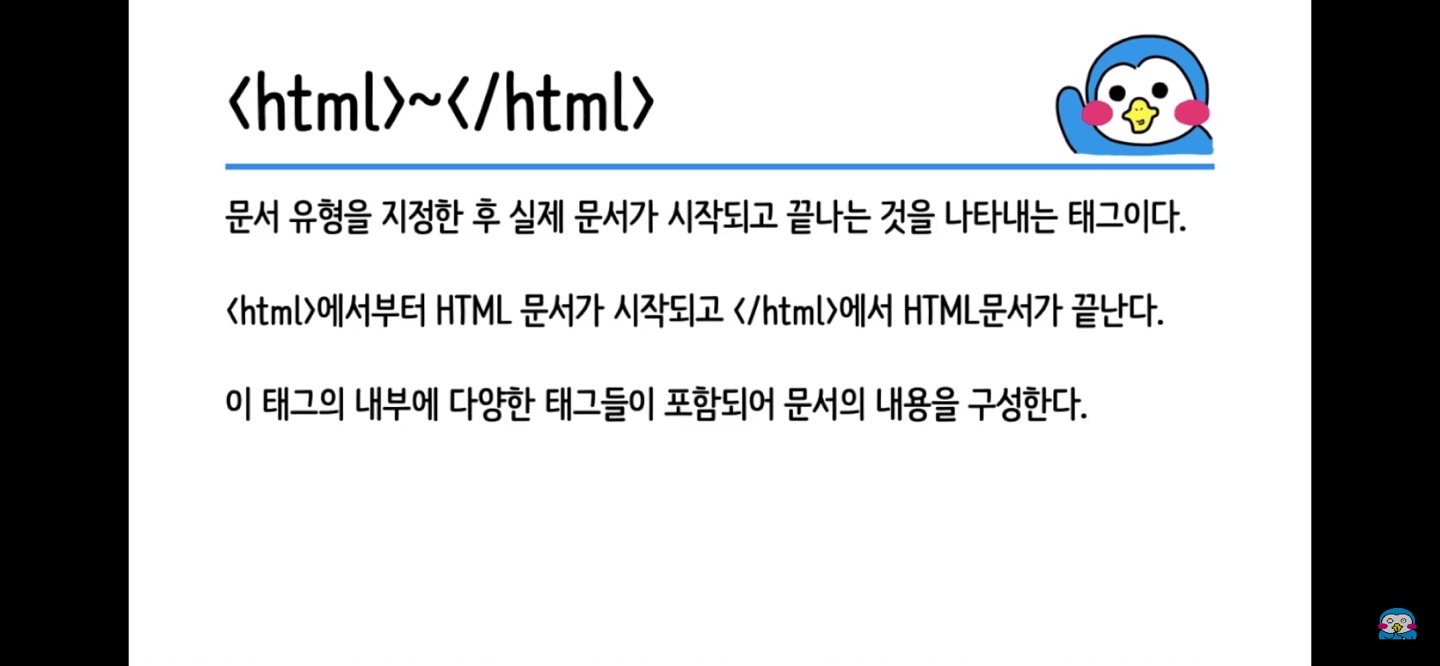 <html>~</html>
문서 유형을 지정한 후 실제 문서가 시작되고 끝나는 것을 나타내는 태그이다.
<html>에서부터 HTML 문서가 시작되고 </html>에서 HTML문서가 끝난다.
이 태그의 내부에 다양한 태그들이 포함되어 문서의 내용을 구성한다.